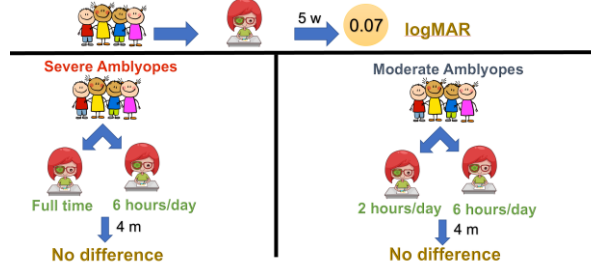 5 w
0.07 logMAR
Severe Amblyopes
Full time 6 hours/day
4 m
No difference
Moderate Amblyopes
2 hours/day 6 hours/day
4 m
No difference